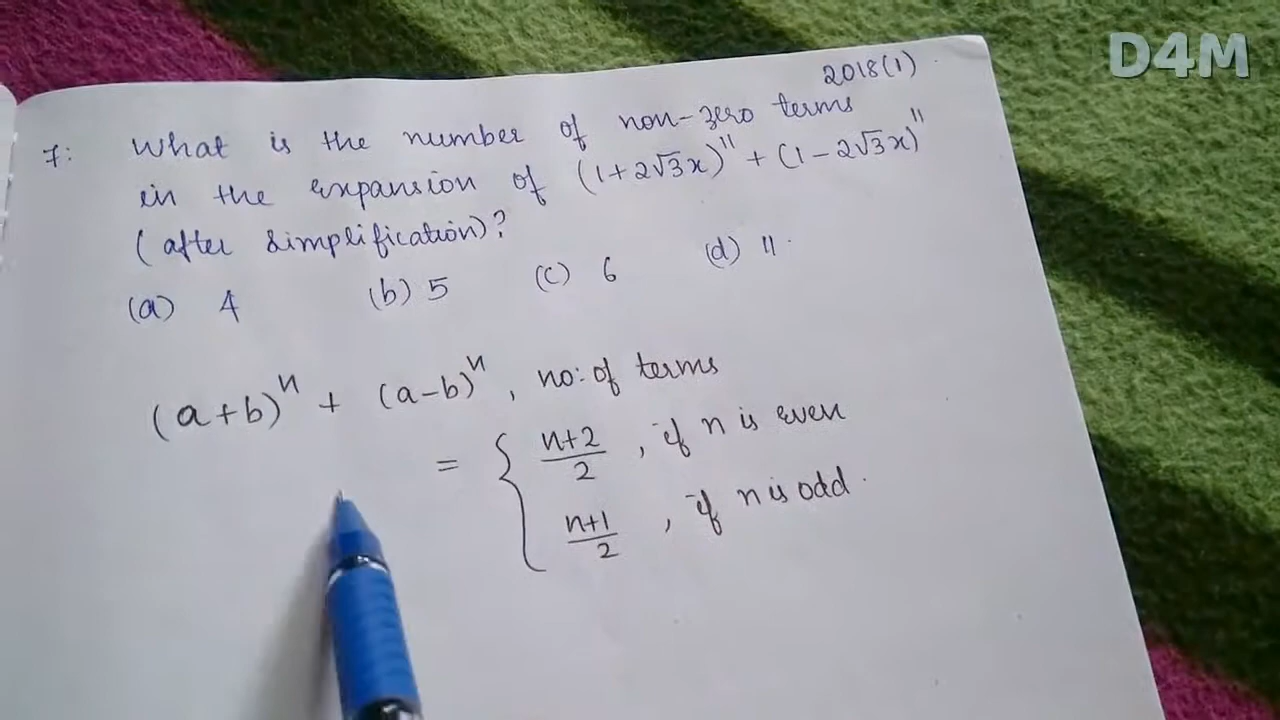 D4M
2018(1)
7: What is the number of non-zero terms
in the expansion of (1+2√3x)¹¹ + (1-2√3x)¹¹
(after simplification)?
(a) 4 (b) 5 (c) 6 (d) 11.
(a+b)ⁿ + (a-b)ⁿ, no: of terms
= { n+2/2, if n is even
n+1/2, if n is odd.